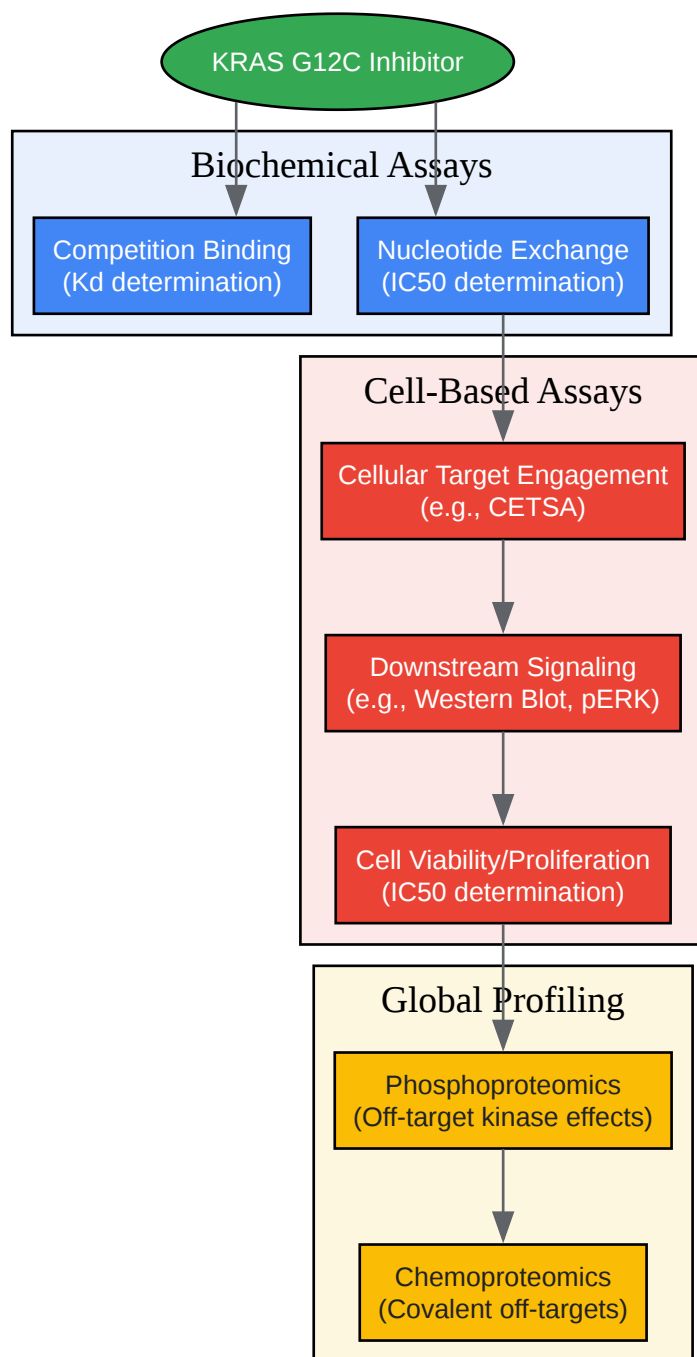 KRAS G12C Inhibitor
Biochemical Assays
Competition Binding
(Kd determination)
Nucleotide Exchange
(IC50 determination)
Cell-Based Assays
Cellular Target Engagement
(e.g., CETSA)
Downstream Signaling
(e.g., Western Blot, pERK)
Cell Viability/Proliferation
(IC50 determination)
Global Profiling
Phosphoproteomics
(Off-target kinase effects)
Chemoproteomics
(Covalent off-targets)